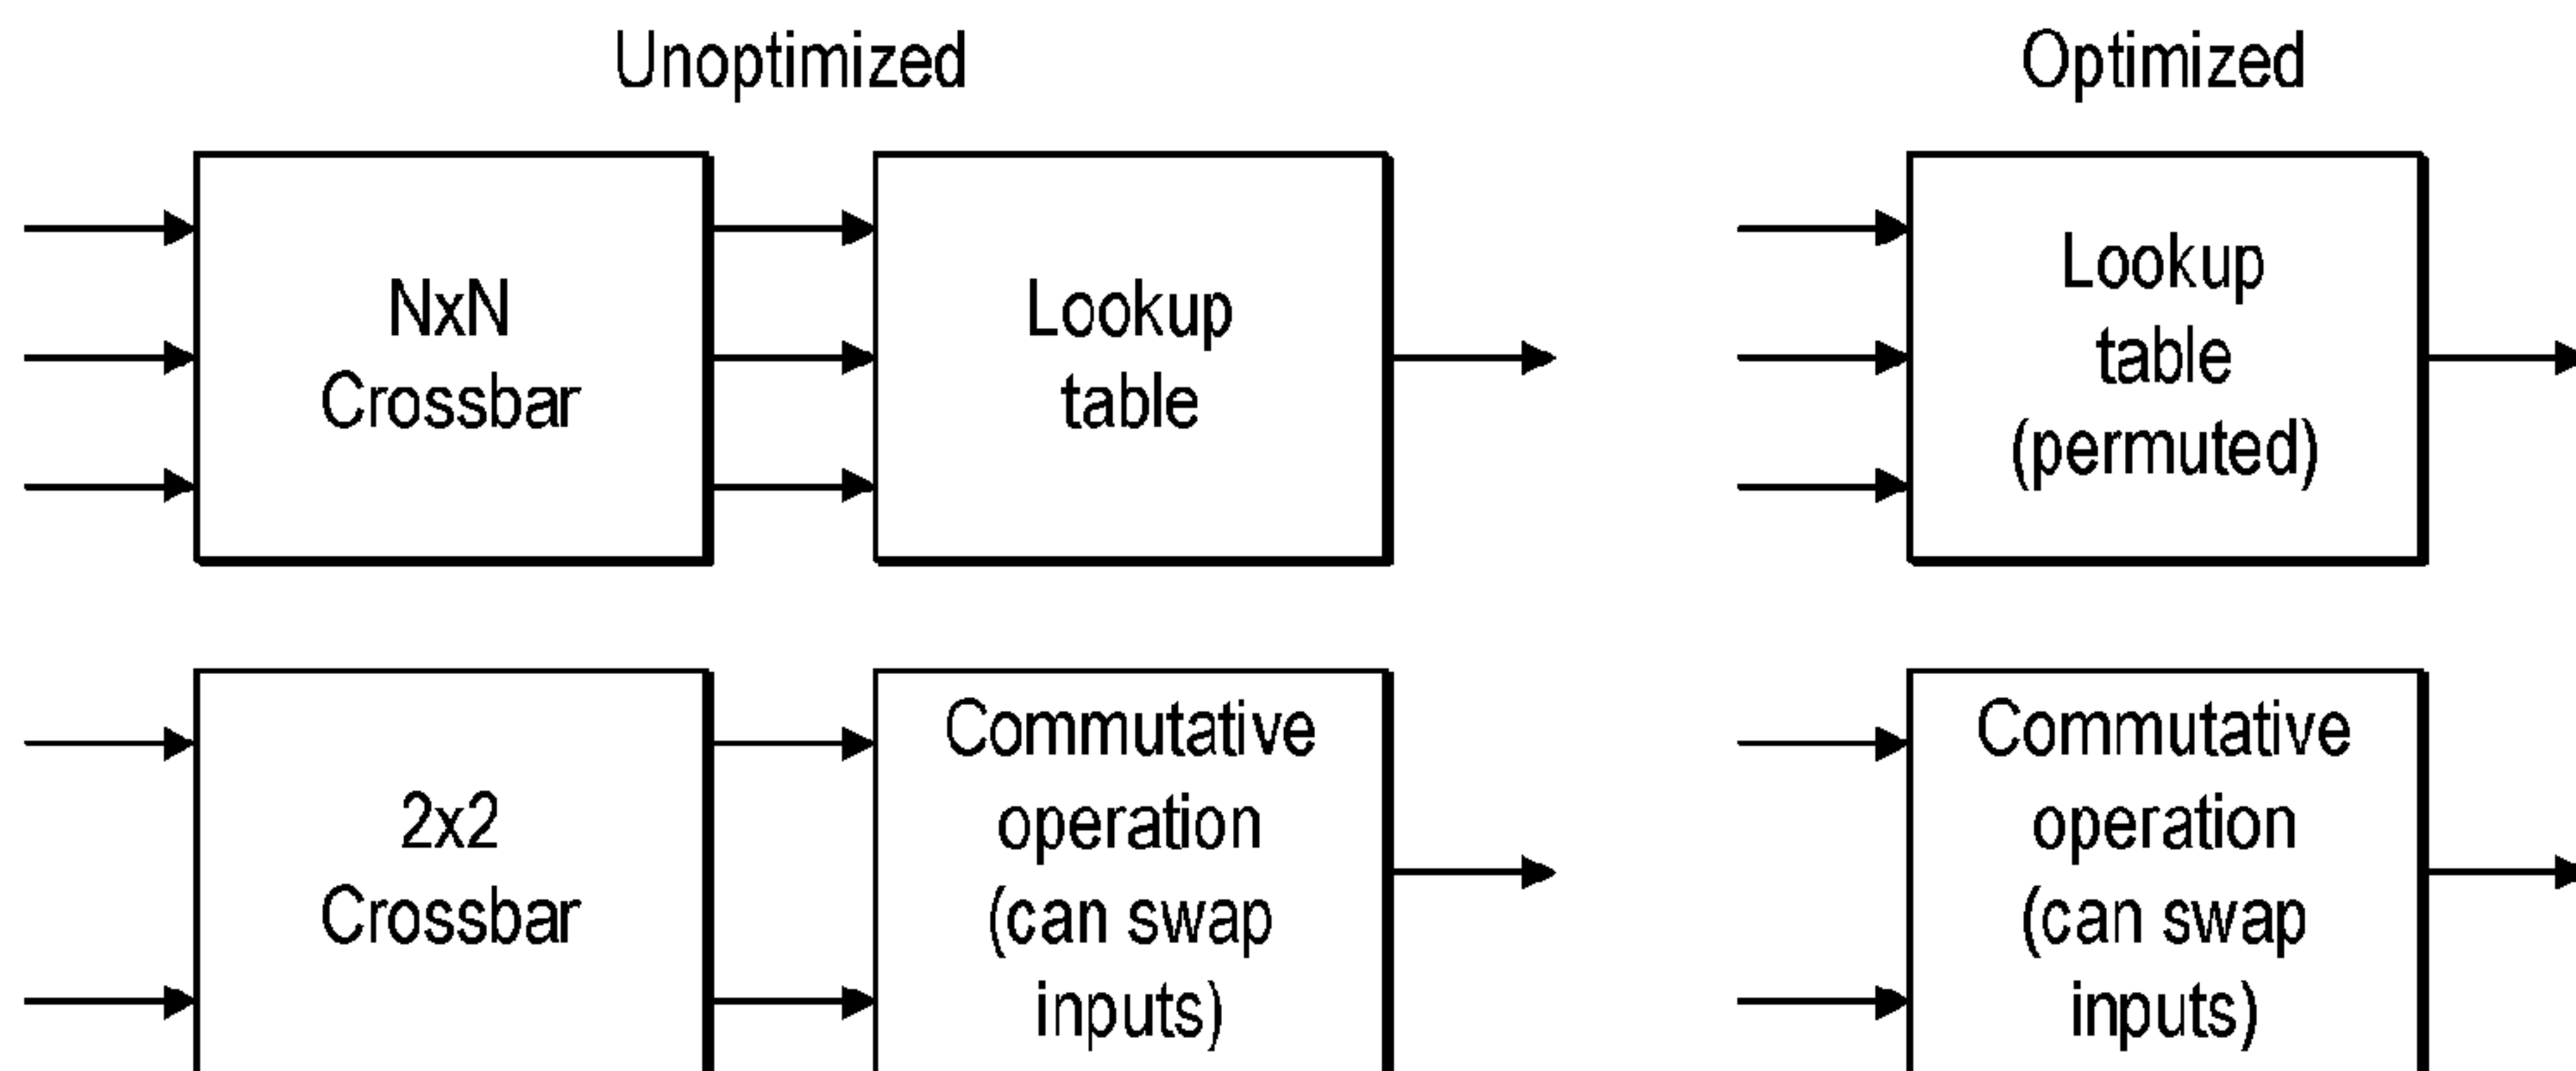 Unoptimized
Optimized
NxN
Crossbar
Lookup
table
Lookup
table
(permuted)
2x2
Crossbar
Commutative
operation
(can swap
inputs)
Commutative
operation
(can swap
inputs)